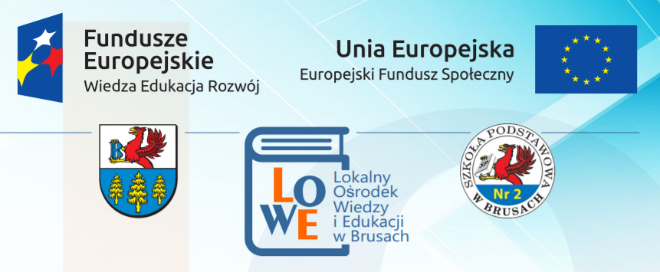 Fundusze
Europejskie
Wiedza Edukacja Rozwój
Unia Europejska
Europejski Fundusz Społeczny
B
LOWE
Lokalny
Ośrodek
Wiedzy
i Edukacji
w Brusach
SZKOŁA PODSTAWOWA
Nr 2
W BRUSACH